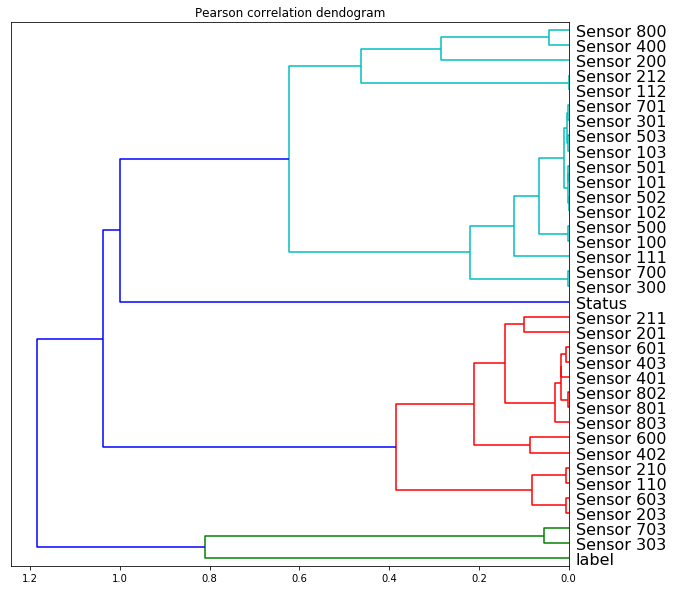 Pearson correlation dendogram
Sensor 800
Sensor 400
Sensor 200
Sensor 212
Sensor 112
Sensor 701
Sensor 301
Sensor 503
Sensor 103
Sensor 501
Sensor 101
Sensor 502
Sensor 102
Sensor 500
Sensor 100
Sensor 111
Sensor 700
Sensor 300
Status
Sensor 211
Sensor 201
Sensor 601
Sensor 403
Sensor 401
Sensor 802
Sensor 801
Sensor 803
Sensor 600
Sensor 402
Sensor 210
Sensor 110
Sensor 603
Sensor 203
Sensor 703
Sensor 303
label
1.2 1.0 0.8 0.6 0.4 0.2 0.0